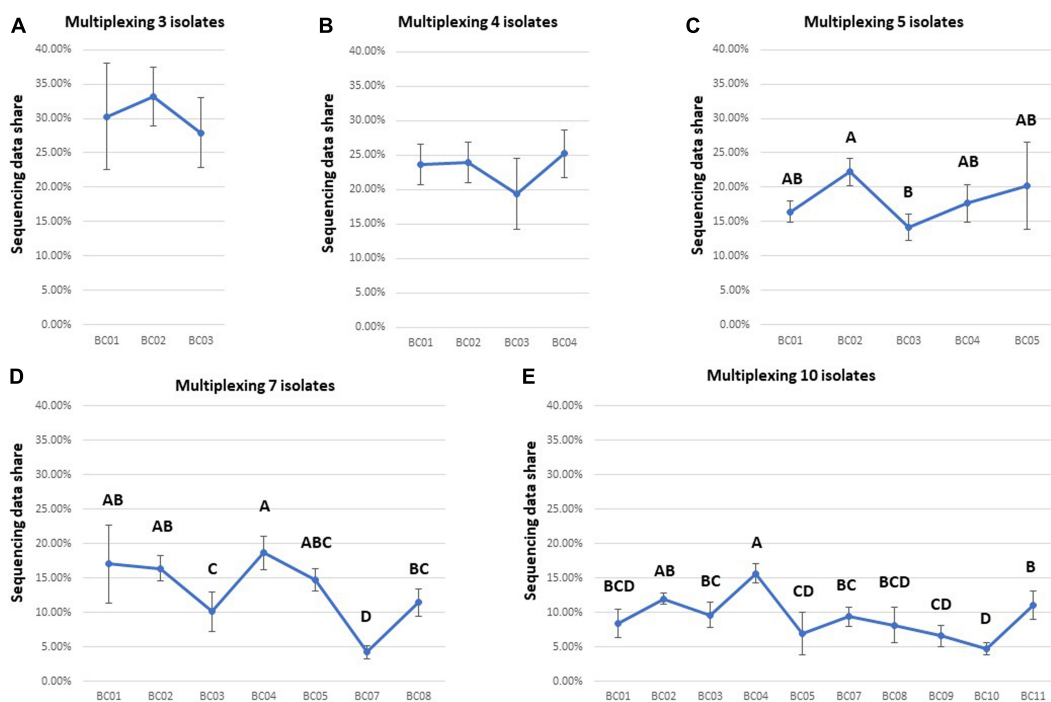 A
Multiplexing 3 isolates
Sequencing data share
40.00%
35.00%
30.00%
25.00%
20.00%
15.00%
10.00%
5.00%
0.00%
BC01 BC02 BC03
B
Multiplexing 4 isolates
Sequencing data share
40.00%
35.00%
30.00%
25.00%
20.00%
15.00%
10.00%
5.00%
0.00%
BC01 BC02 BC03 BC04
C
Multiplexing 5 isolates
Sequencing data share
40.00%
35.00%
30.00%
25.00%
20.00%
15.00%
10.00%
5.00%
0.00%
AB A B AB AB
BC01 BC02 BC03 BC04 BC05
D
Multiplexing 7 isolates
Sequencing data share
40.00%
35.00%
30.00%
25.00%
20.00%
15.00%
10.00%
5.00%
0.00%
AB AB C A ABC D BC
BC01 BC02 BC03 BC04 BC05 BC07 BC08
E
Multiplexing 10 isolates
Sequencing data share
40.00%
35.00%
30.00%
25.00%
20.00%
15.00%
10.00%
5.00%
0.00%
BCD AB BC A CD BC BCD CD D B
BC01 BC02 BC03 BC04 BC05 BC07 BC08 BC09 BC10 BC11